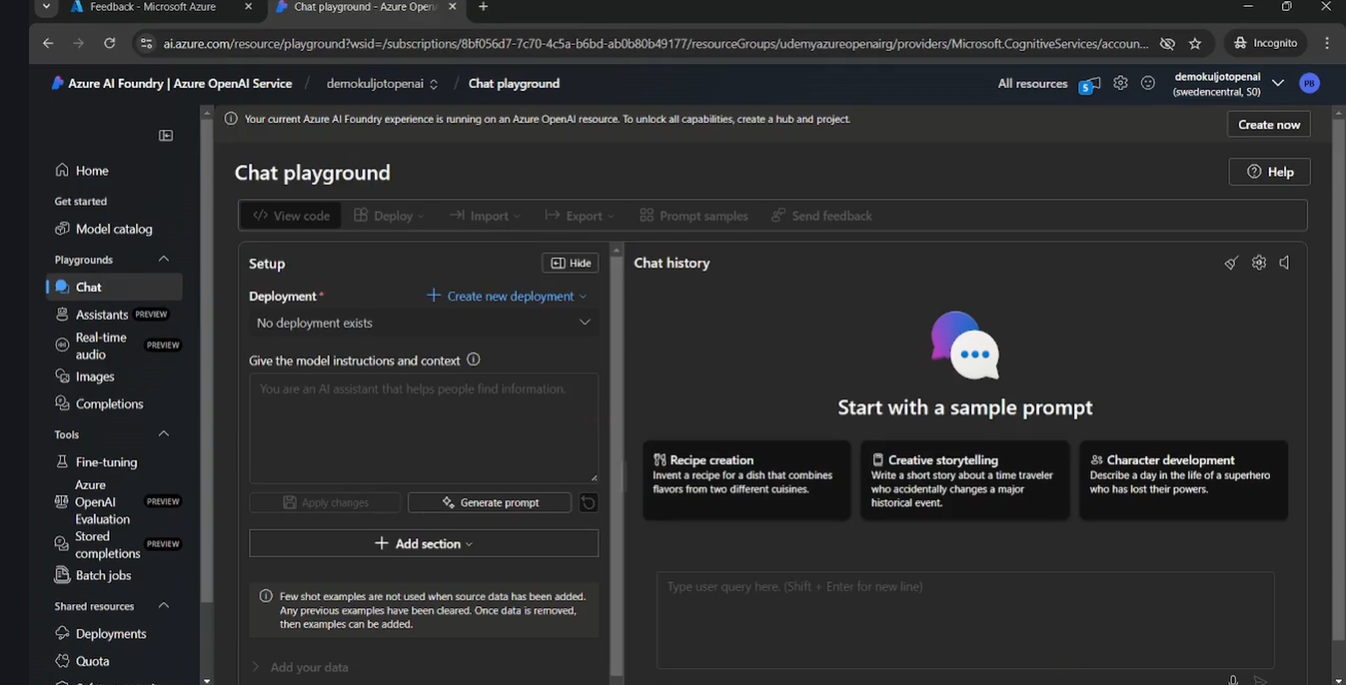 Feedback - Microsoft Azure
Chat playground - Azure Open
ai.azure.com/resource/playground?wsid=/subscriptions/8bf056d7-7c70-4c5a-b6bd-ab0b80b49177/resourceGroups/udemyazureopenairg/providers/Microsoft.CognitiveServices/accoun...
Incognito
Azure AI Foundry | Azure OpenAI Service / demokuljotopenai / Chat playground
All resources
5
demokuljotopenai
(swedencentral, S0)
PB
Your current Azure AI Foundry experience is running on an Azure OpenAI resource. To unlock all capabilities, create a hub and project.
Create now
Home
Get started
Model catalog
Playgrounds
Chat
Assistants PREVIEW
Real-time
audio
PREVIEW
Images
Completions
Tools
Fine-tuning
Azure
OpenAI
Evaluation
PREVIEW
Stored
completions
PREVIEW
Batch jobs
Shared resources
Deployments
Quota
Chat playground
Help
View code
Deploy
Import
Export
Prompt samples
Send feedback
Setup
Hide
Deployment*
Create new deployment
No deployment exists
Give the model instructions and context
You are an AI assistant that helps people find information.
Apply changes
Generate prompt
Add section
Few shot examples are not used when source data has been added.
Any previous examples have been cleared. Once data is removed,
then examples can be added.
Add your data
Chat history
Start with a sample prompt
Recipe creation
Invent a recipe for a dish that combines
flavors from two different cuisines.
Creative storytelling
Write a short story about a time traveler
who accidentally changes a major
historical event.
Character development
Describe a day in the life of a superhero
who has lost their powers.
Type user query here. (Shift + Enter for new line)